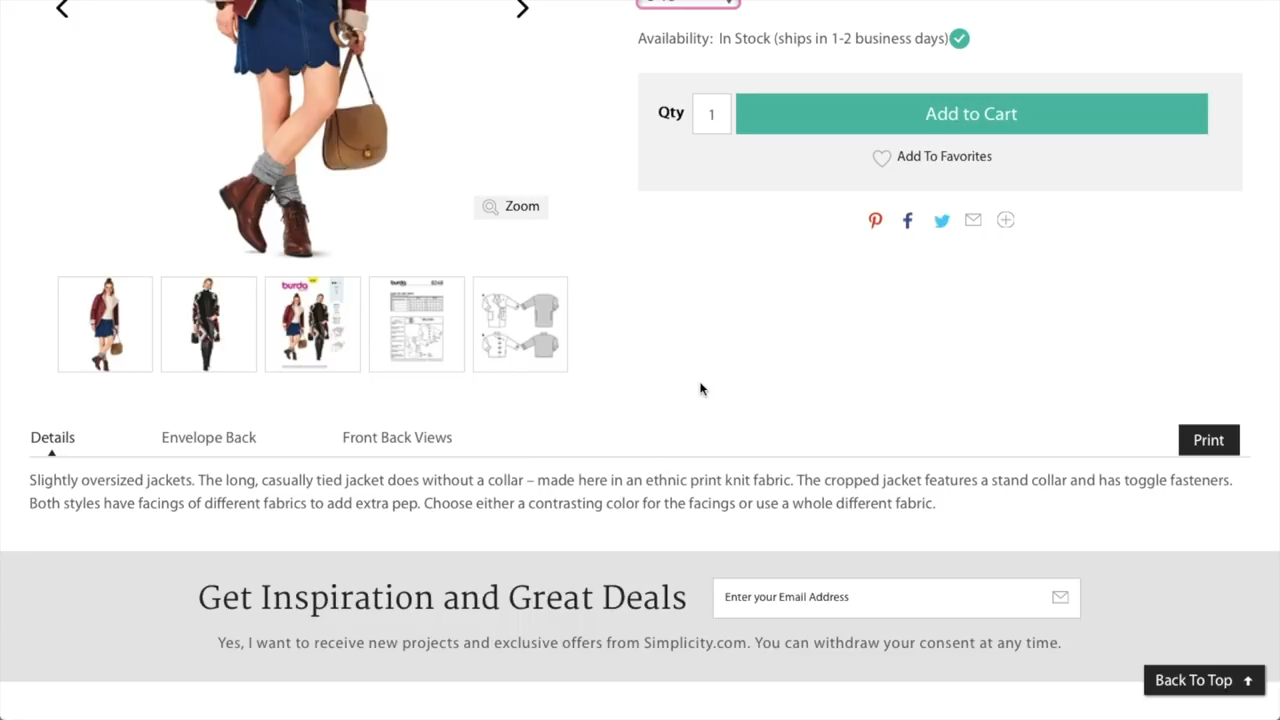 Availability: In Stock (ships in 1-2 business days)
Qty 1 Add to Cart
Add To Favorites
Zoom
burda
burda 6248
Details Envelope Back Front Back Views Print
Slightly oversized jackets. The long, casually tied jacket does without a collar – made here in an ethnic print knit fabric. The cropped jacket features a stand collar and has toggle fasteners.
Both styles have facings of different fabrics to add extra pep. Choose either a contrasting color for the facings or use a whole different fabric.
Get Inspiration and Great Deals
Enter your Email Address
Yes, I want to receive new projects and exclusive offers from Simplicity.com. You can withdraw your consent at any time.
Back To Top